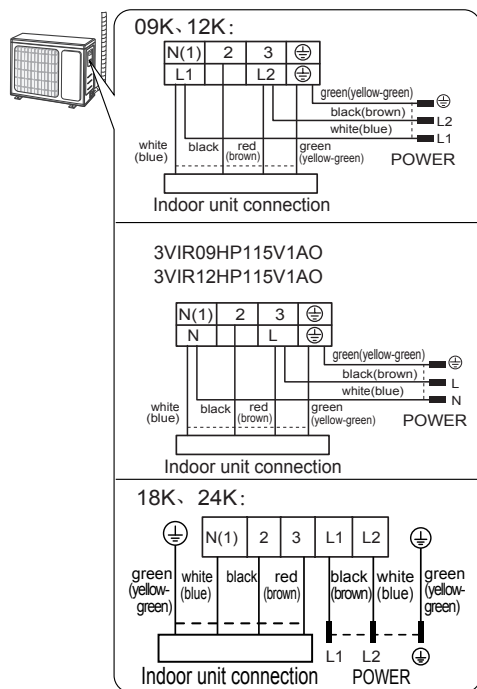 09K、12K:
N(1) 2 3
L1 L2
green(yellow-green)
black(brown) L2
white(blue) L1
white (blue) black red (brown) green (yellow-green) POWER
Indoor unit connection
3VIR09HP115V1AO
3VIR12HP115V1AO
N(1) 2 3
N L
green(yellow-green)
black(brown) L
white(blue) N
white (blue) black red (brown) green (yellow-green) POWER
Indoor unit connection
18K、24K:
N(1) 2 3 L1 L2
green (yellow-green) white (blue) black red (brown) black (brown) white (blue) green (yellow-green)
L1 L2
Indoor unit connection POWER